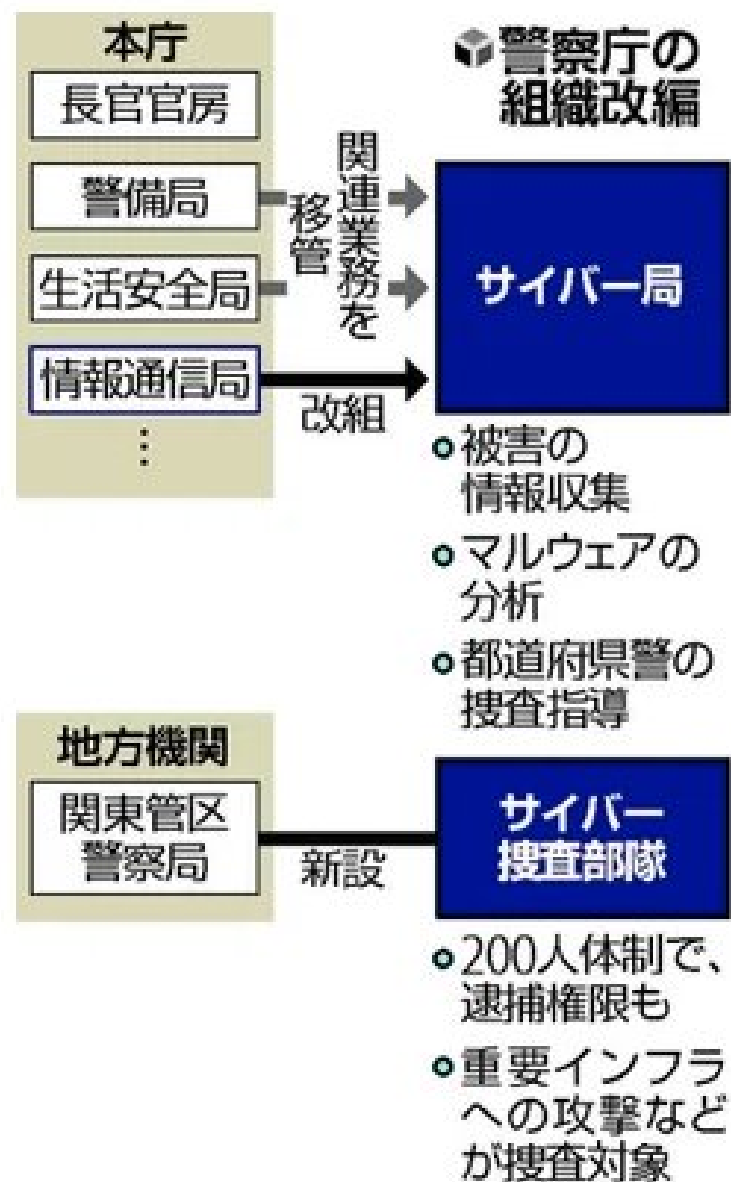 警察庁の
組織改編
本庁
長官官房
警備局
生活安全局
情報通信局
⋮
関連業務を
移管
改組
サイバー局
被害の
情報収集
マルウェアの
分析
都道府県警の
捜査指導
地方機関
関東管区
警察局
新設
サイバー
捜査部隊
200人体制で、
逮捕権限も
重要インフラ
への攻撃など
が捜査対象